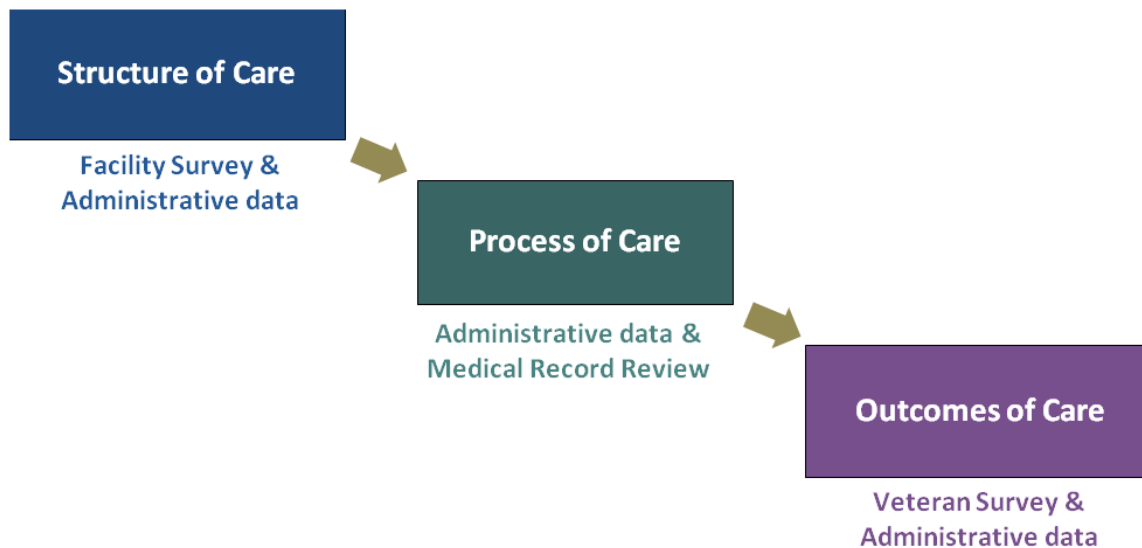 Structure of Care
Facility Survey &
Administrative data
Process of Care
Administrative data &
Medical Record Review
Outcomes of Care
Veteran Survey &
Administrative data